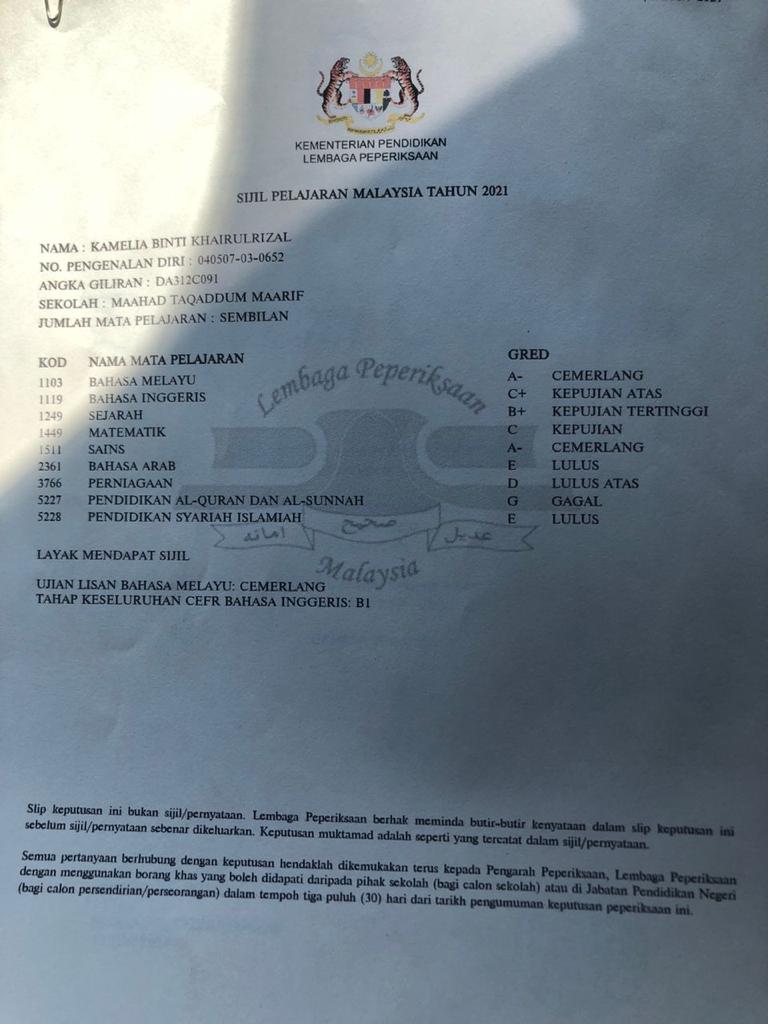 KEMENTERIAN PENDIDIKAN
LEMBAGA PEPERIKSAAN
SIJIL PELAJARAN MALAYSIA TAHUN 2021
NAMA : KAMELIA BINTI KHAIRULRIZAL
NO. PENGENALAN DIRI : 040507-03-0652
ANGKA GILIRAN : DA312C091
SEKOLAH : MAAHAD TAQADDUM MAARIF
JUMLAH MATA PELAJARAN : SEMBILAN
KOD NAMA MATA PELAJARAN GRED
1103 BAHASA MELAYU A- CEMERLANG
1119 BAHASA INGGERIS C+ KEPUJIAN ATAS
1249 SEJARAH B+ KEPUJIAN TERTINGGI
1449 MATEMATIK C KEPUJIAN
1511 SAINS A- CEMERLANG
2361 BAHASA ARAB E LULUS
3766 PERNIAGAAN D LULUS ATAS
5227 PENDIDIKAN AL-QURAN DAN AL-SUNNAH G GAGAL
5228 PENDIDIKAN SYARIAH ISLAMIAH E LULUS
Lembaga Peperiksaan
امانه صحيح عديل
Malaysia
LAYAK MENDAPAT SIJIL
UJIAN LISAN BAHASA MELAYU: CEMERLANG
TAHAP KESELURUHAN CEFR BAHASA INGGERIS: B1
Slip keputusan ini bukan sijil/pernyataan. Lembaga Peperiksaan berhak meminda butir-butir kenyataan dalam slip keputusan ini
sebelum sijil/pernyataan sebenar dikeluarkan. Keputusan muktamad adalah seperti yang tercatat dalam sijil/pernyataan.
Semua pertanyaan berhubung dengan keputusan hendaklah dikemukakan terus kepada Pengarah Peperiksaan, Lembaga Peperiksaan
dengan menggunakan borang khas yang boleh didapati daripada pihak sekolah (bagi calon sekolah) atau di Jabatan Pendidikan Negeri
(bagi calon persendirian/perseorangan) dalam tempoh tiga puluh (30) hari dari tarikh pengumuman keputusan peperiksaan ini.